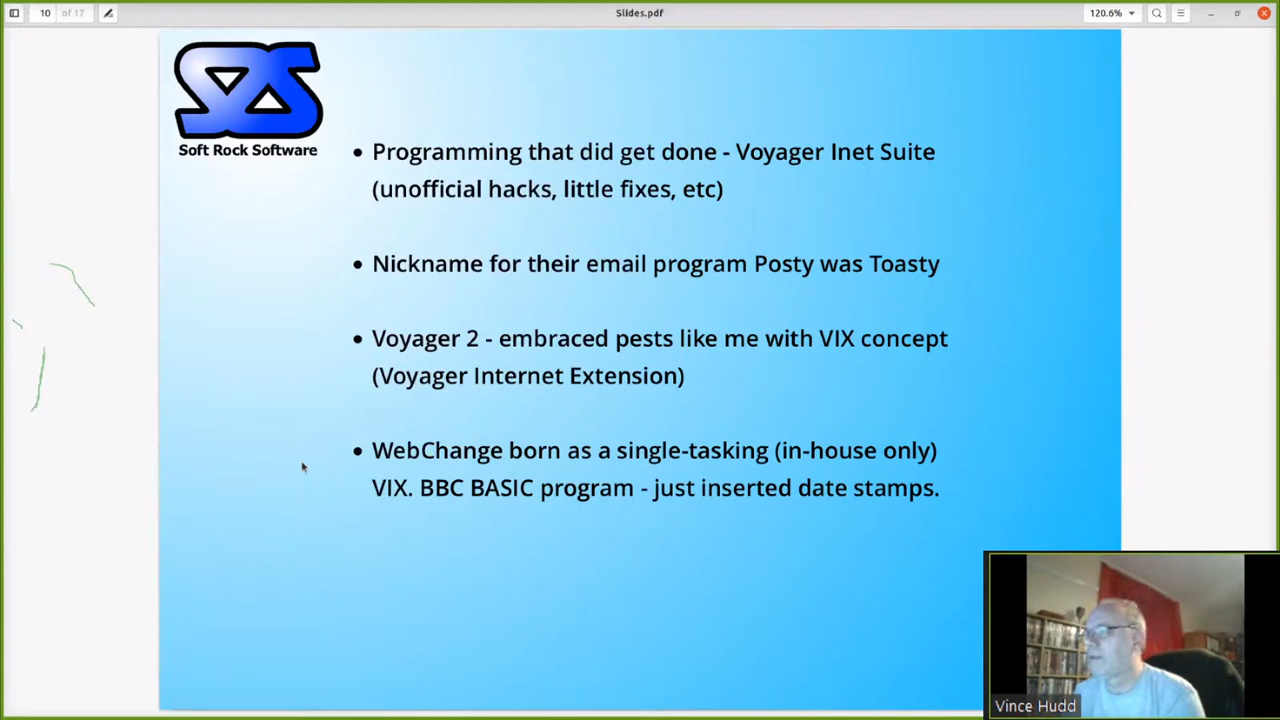 10 of 17
Slides.pdf
120.6%
Soft Rock Software
• Programming that did get done - Voyager Inet Suite
(unofficial hacks, little fixes, etc)
• Nickname for their email program Posty was Toasty
• Voyager 2 - embraced pests like me with VIX concept
(Voyager Internet Extension)
• WebChange born as a single-tasking (in-house only)
VIX. BBC BASIC program - just inserted date stamps.
Vince Hudd